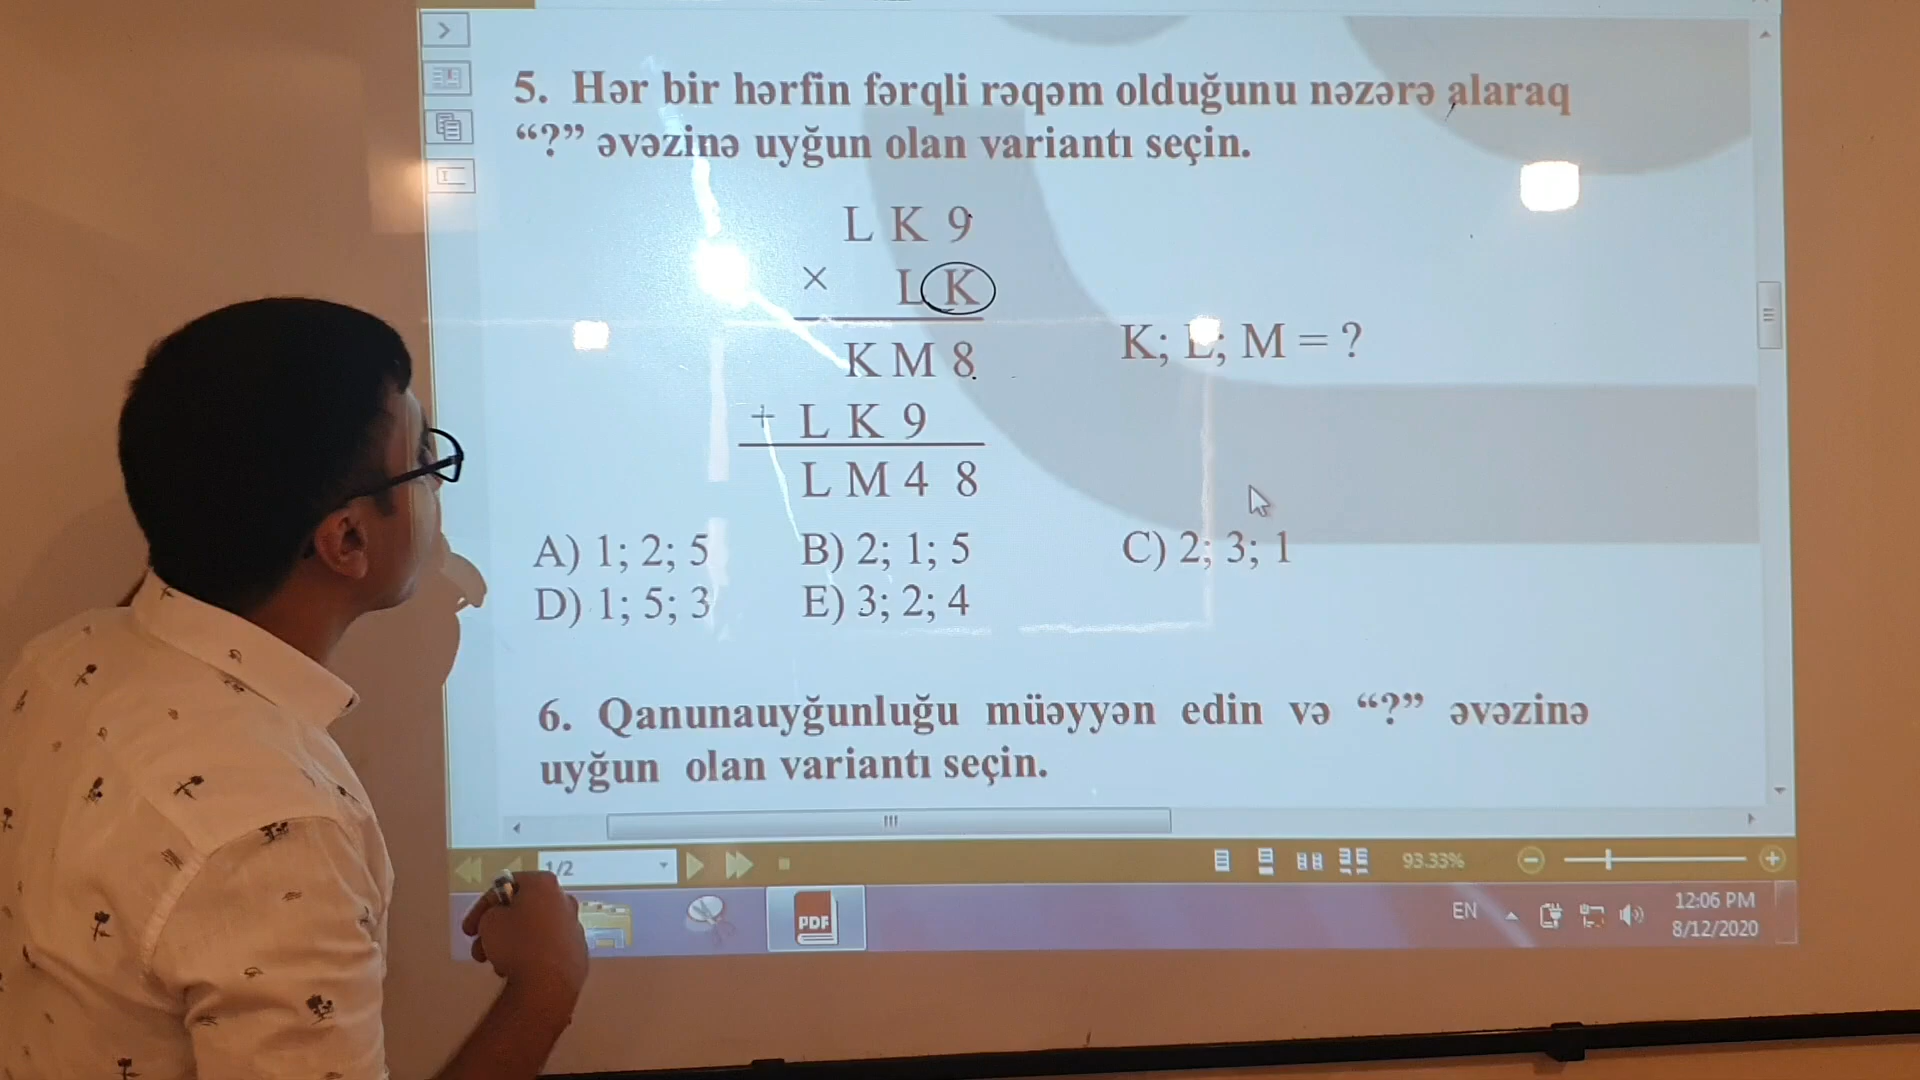 5. Hər bir hərfin fərqli rəqəm olduğunu nəzərə alaraq
“?” əvəzinə uyğun olan variantı seçin.
L K 9
× L K
K M 8
+ L K 9
L M 4 8
K; L; M = ?
A) 1; 2; 5 B) 2; 1; 5 C) 2; 3; 1
D) 1; 5; 3 E) 3; 2; 4
6. Qanunauyğunluğu müəyyən edin və “?” əvəzinə
uyğun olan variantı seçin.
1/2
93.33%
PDF
EN
12:06 PM
8/12/2020